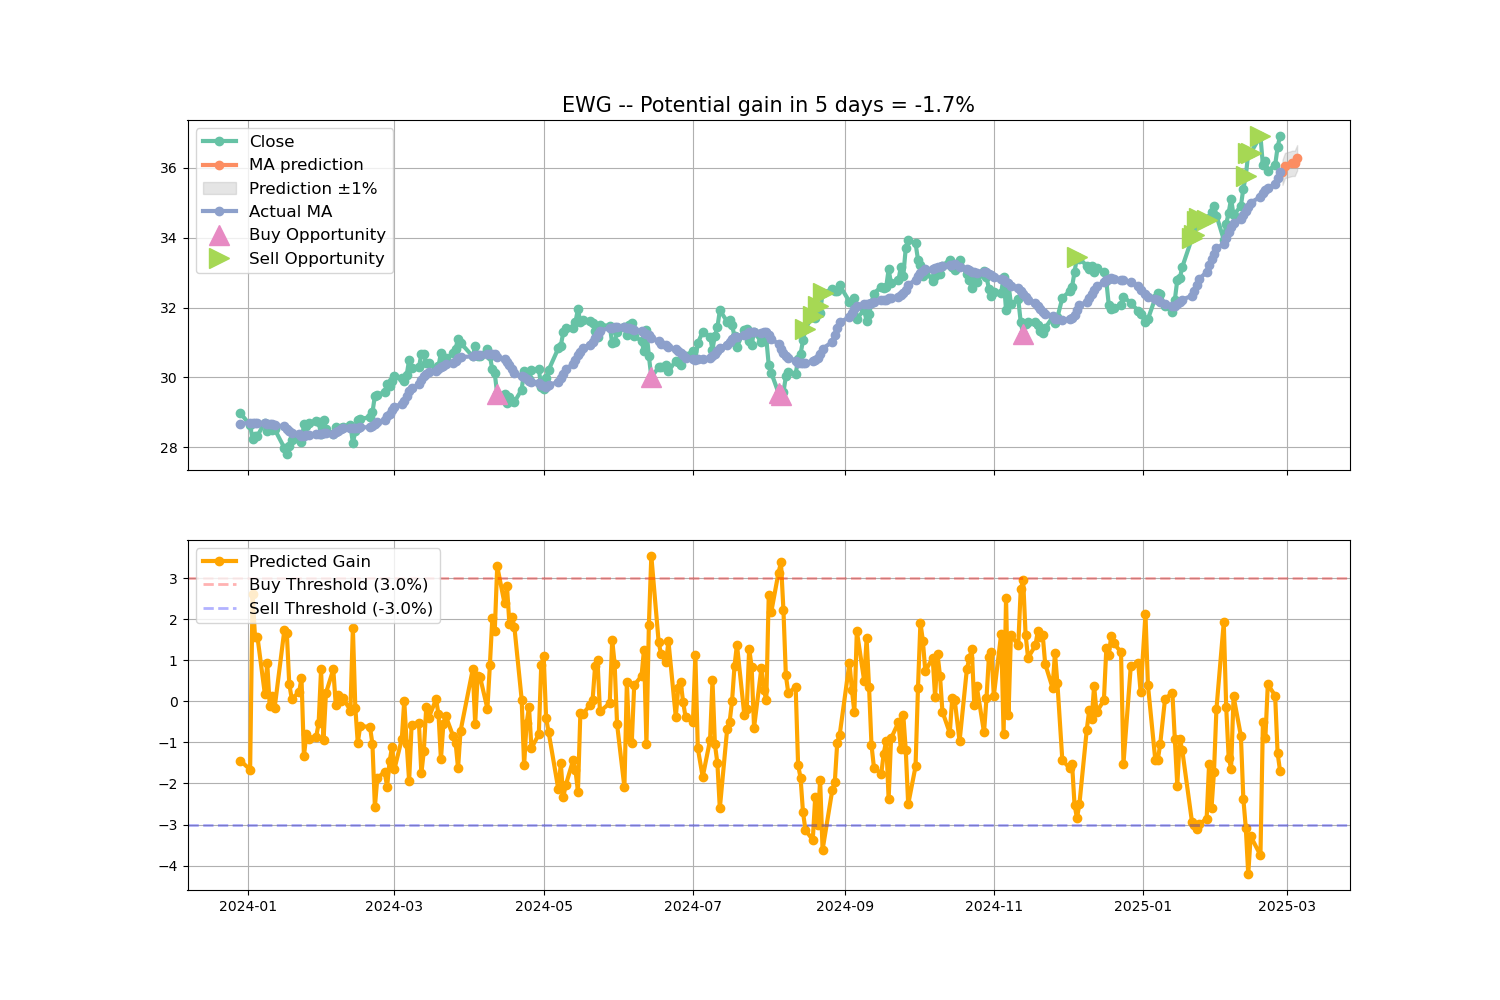 EWG -- Potential gain in 5 days = -1.7%
Close
MA prediction
Prediction ±1%
Actual MA
Buy Opportunity
Sell Opportunity
36
34
32
30
28
Predicted Gain
Buy Threshold (3.0%)
Sell Threshold (-3.0%)
3
2
1
0
−1
−2
−3
−4
2024-01 2024-03 2024-05 2024-07 2024-09 2024-11 2025-01 2025-03